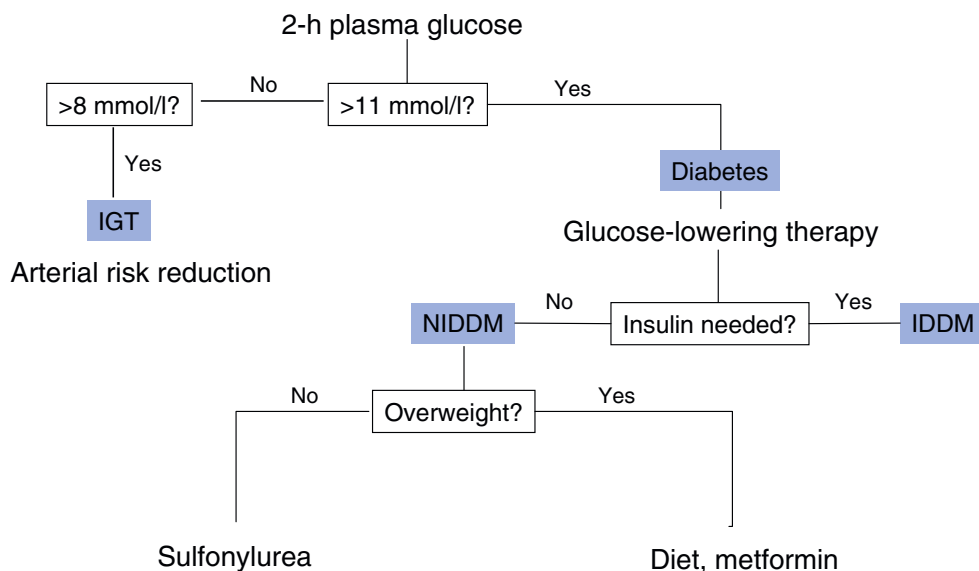 2-h plasma glucose
No
Yes
>8 mmol/l?
>11 mmol/l?
Yes
Diabetes
IGT
Glucose-lowering therapy
Arterial risk reduction
No
Yes
NIDDM
Insulin needed?
IDDM
No
Yes
Overweight?
Sulfonylurea
Diet, metformin